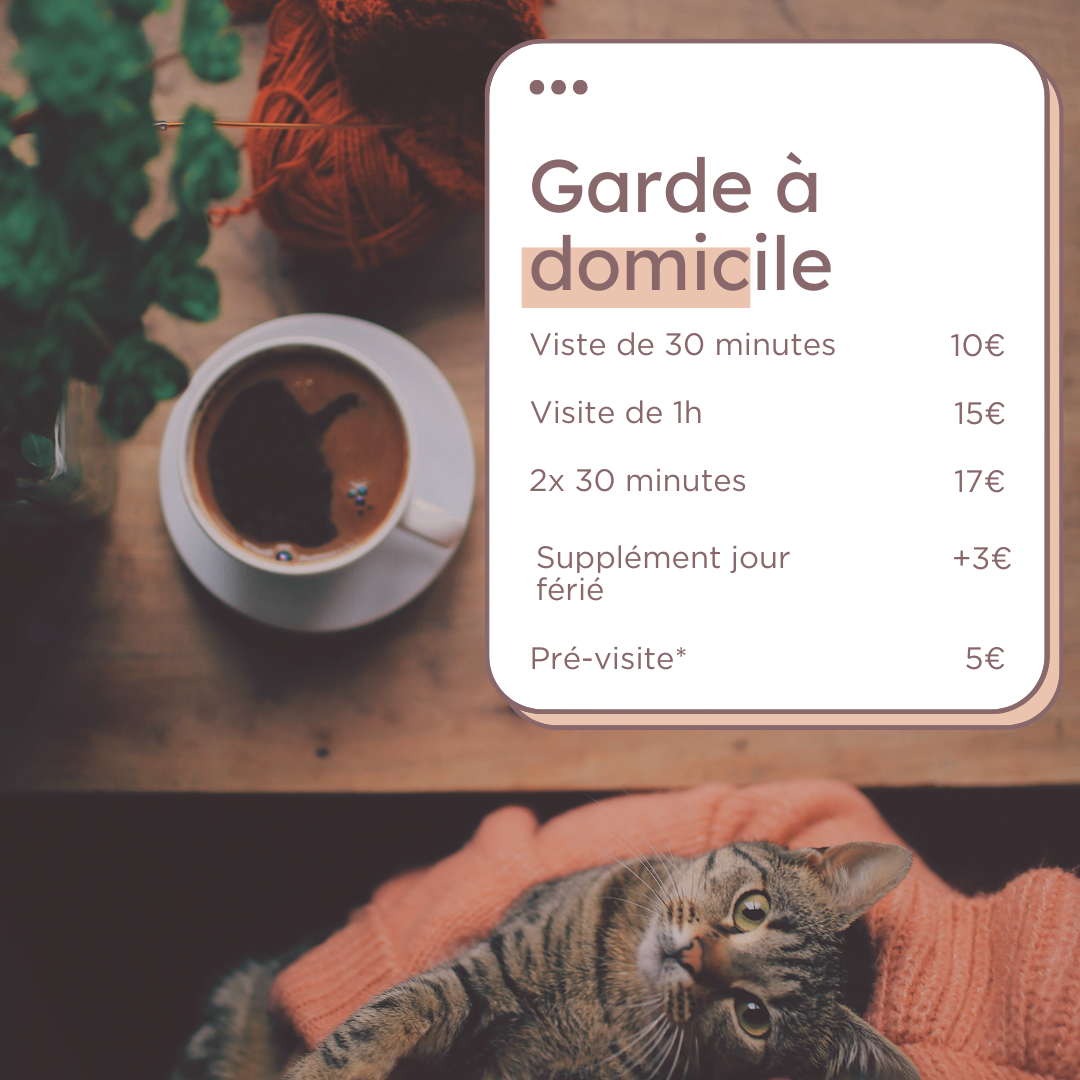 Garde à
domicile
Viste de 30 minutes 10€
Visite de 1h 15€
2x 30 minutes 17€
Supplément jour +3€
férié
Pré-visite* 5€